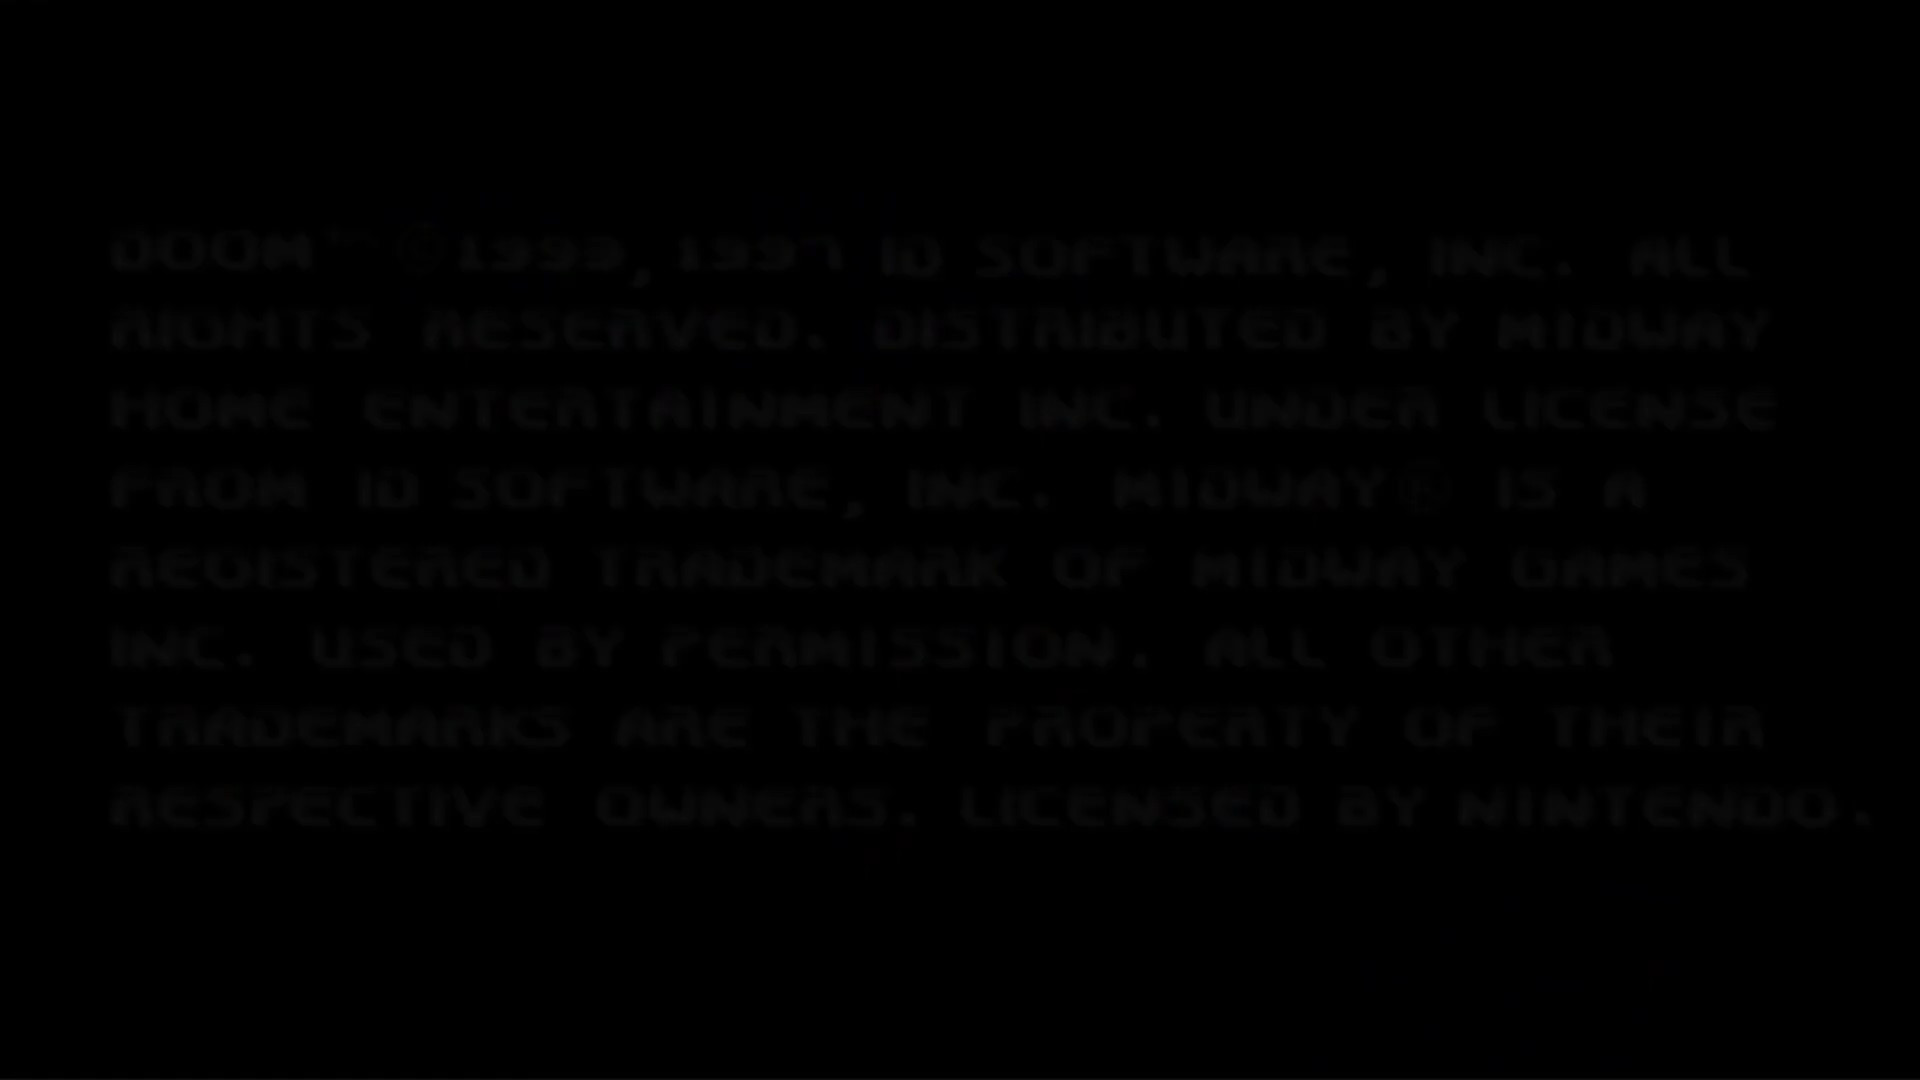 DOOM™ ©1993,1997 ID SOFTWARE, INC. ALL
RIGHTS RESERVED. DISTRIBUTED BY MIDWAY
HOME ENTERTAINMENT INC. UNDER LICENSE
FROM ID SOFTWARE, INC. MIDWAY® IS A
REGISTERED TRADEMARK OF MIDWAY GAMES
INC. USED BY PERMISSION. ALL OTHER
TRADEMARKS ARE THE PROPERTY OF THEIR
RESPECTIVE OWNERS. LICENSED BY NINTENDO.